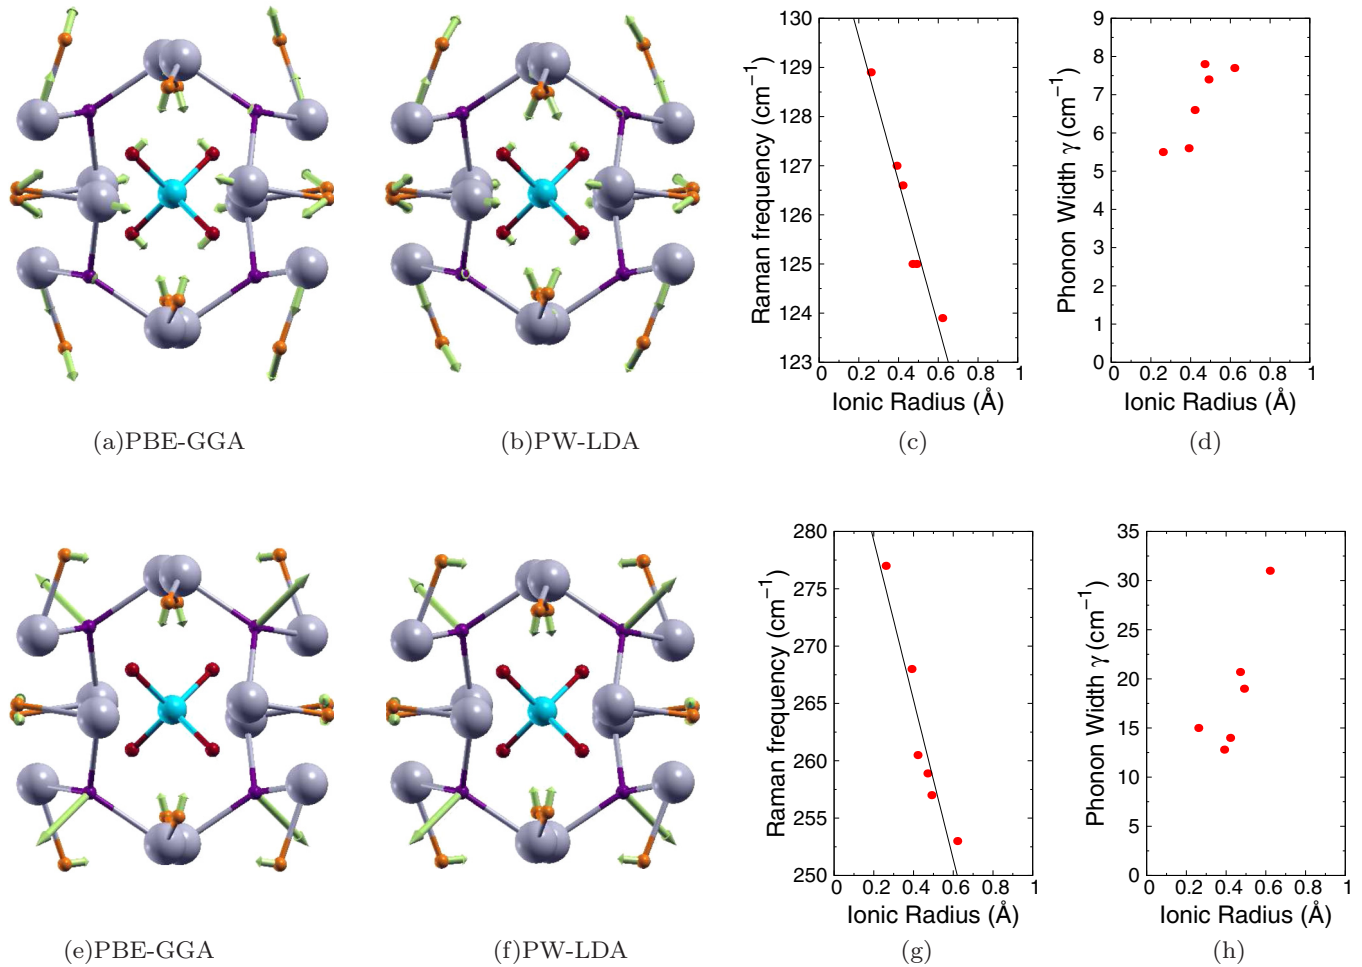 130
129
128
127
126
125
124
123
Raman frequency (cm⁻¹)
0 0.2 0.4 0.6 0.8 1
Ionic Radius (Å)
9
8
7
6
5
4
3
2
1
0
Phonon Width γ (cm⁻¹)
0 0.2 0.4 0.6 0.8 1
Ionic Radius (Å)
(a)PBE-GGA
(b)PW-LDA
(c)
(d)
280
275
270
265
260
255
250
Raman frequency (cm⁻¹)
0 0.2 0.4 0.6 0.8 1
Ionic Radius (Å)
35
30
25
20
15
10
5
0
Phonon Width γ (cm⁻¹)
0 0.2 0.4 0.6 0.8 1
Ionic Radius (Å)
(e)PBE-GGA
(f)PW-LDA
(g)
(h)